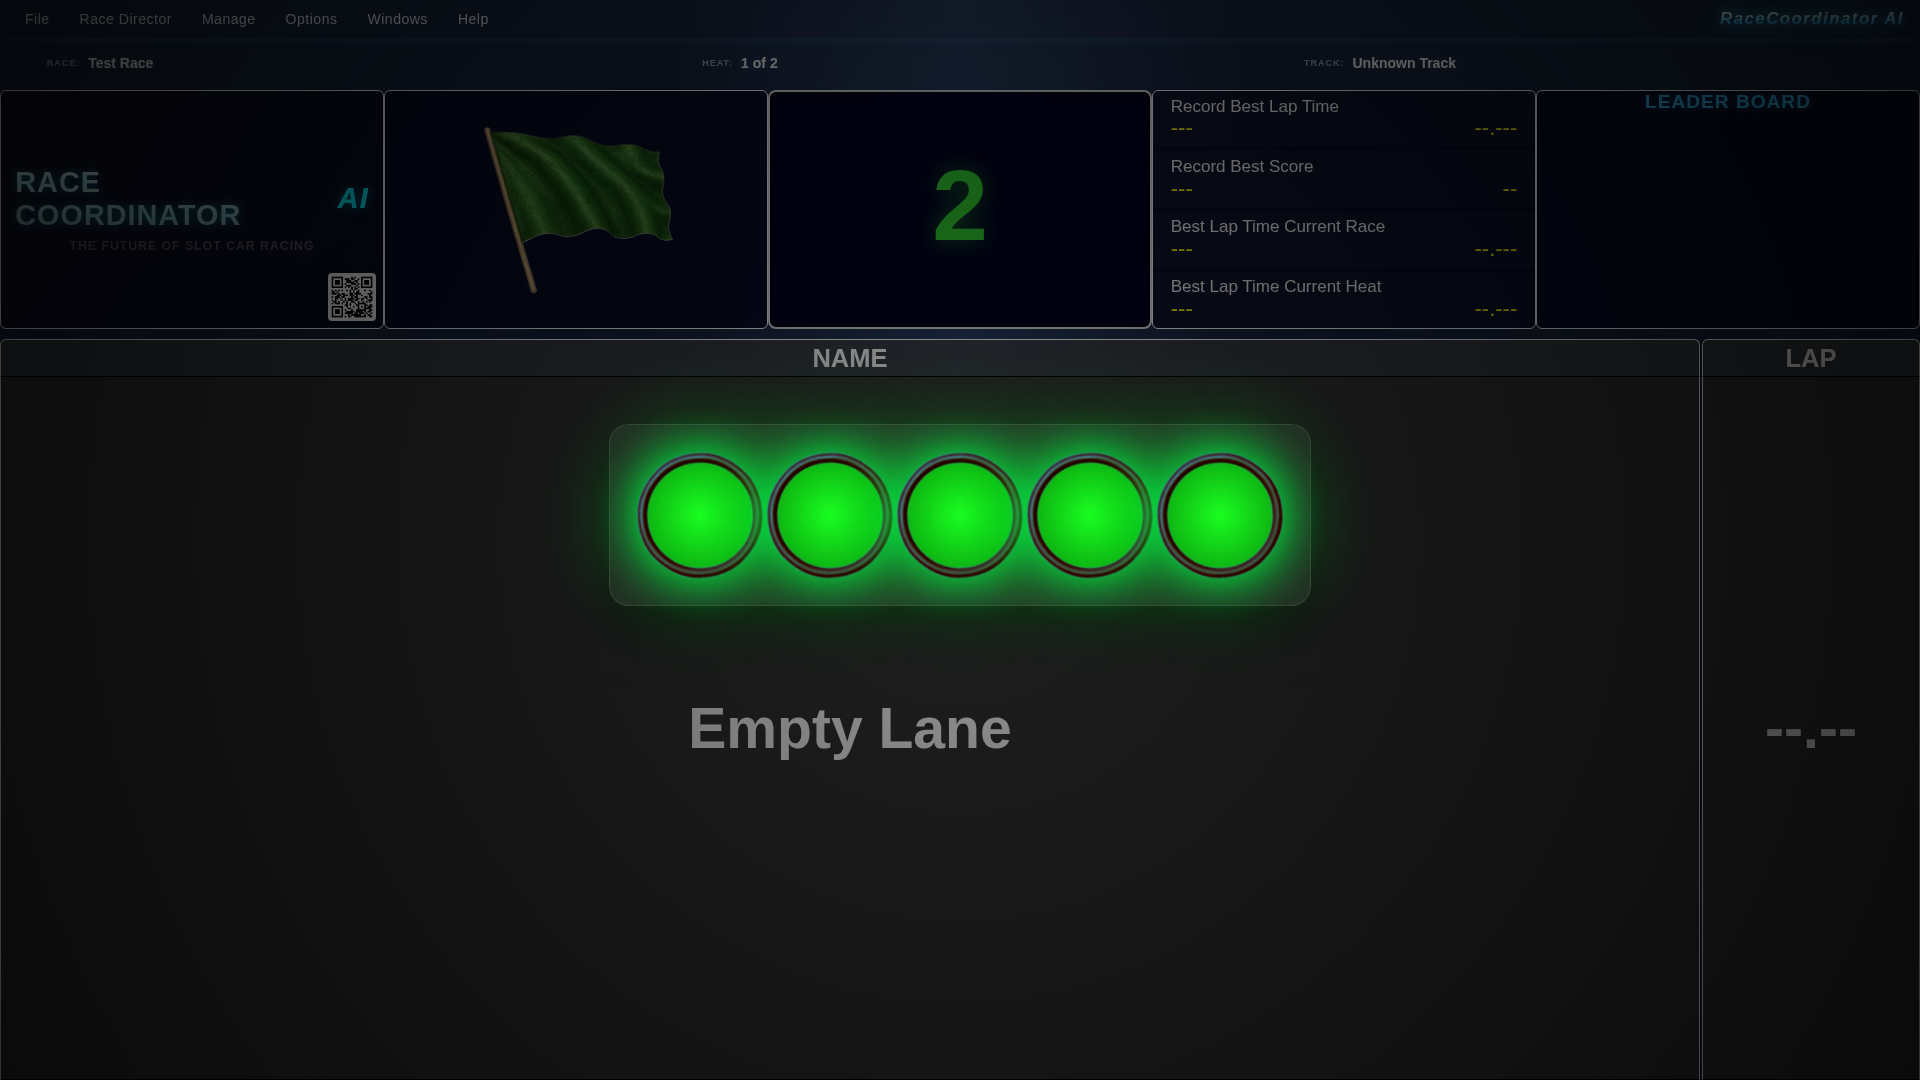 File Race Director Manage Options Windows Help RaceCoordinator AI
RACE: Test Race HEAT: 1 of 2 TRACK: Unknown Track
RACE
COORDINATOR
AI
THE FUTURE OF SLOT CAR RACING
2
Record Best Lap Time
--- --.---
Record Best Score
--- --
Best Lap Time Current Race
--- --.---
Best Lap Time Current Heat
--- --.---
LEADER BOARD
NAME LAP
Empty Lane --.--